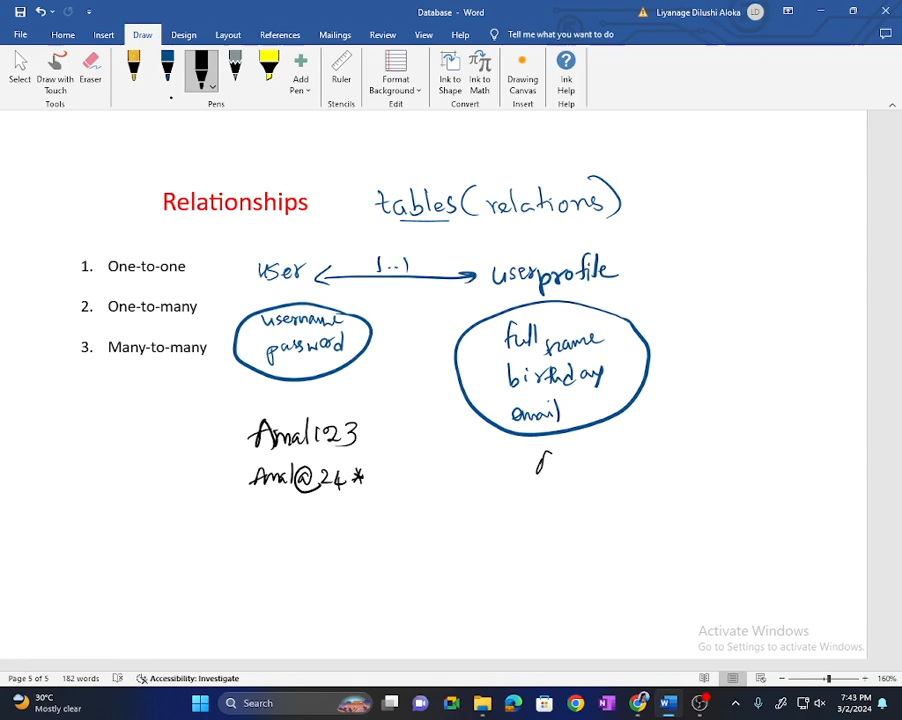 Database - Word
Liyanage Dilushi Aloka
LD
File Home Insert Draw Design Layout References Mailings Review View Help Tell me what you want to do
Select Draw with Touch Eraser
Add Pen
Ruler
Format Background
Ink to Shape
Ink to Math
Drawing Canvas
Ink Help
Tools Pens Stencils Edit Convert Insert Help
Relationships tables (relations)
1. One-to-one user 1..1 userprofile
2. One-to-many
3. Many-to-many
username
password
full name
birthday
email
Amal123
Amal@24*
Activate Windows
Go to Settings to activate Windows.
Page 5 of 5 182 words Accessibility: Investigate 160%
30°C
Mostly clear
Search
7:43 PM
3/2/2024